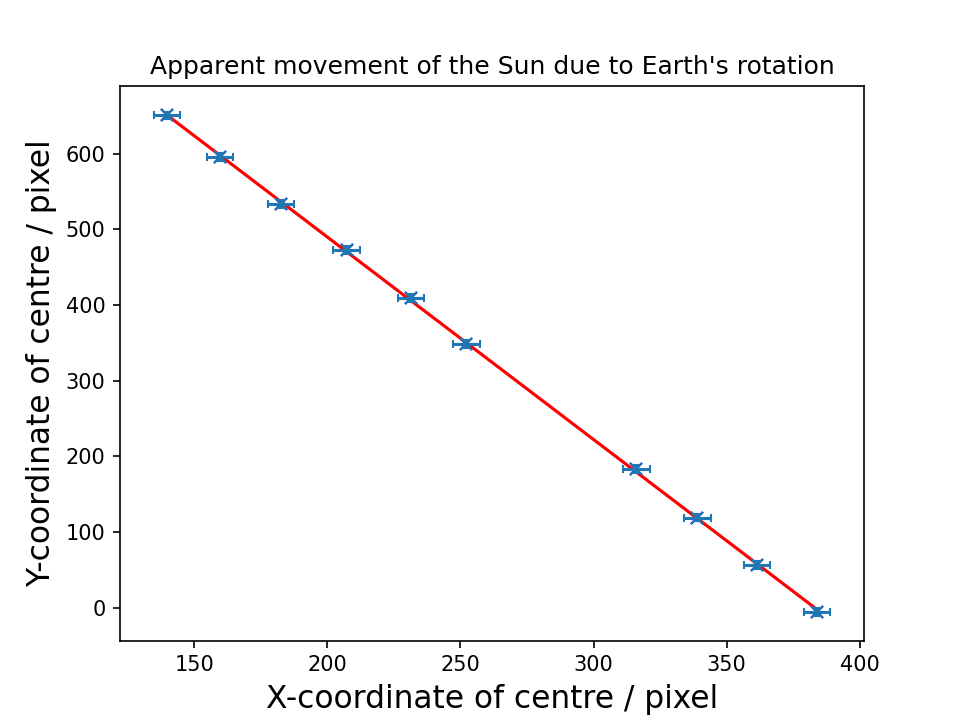 Apparent movement of the Sun due to Earth's rotation
Y-coordinate of centre / pixel
600
500
400
300
200
100
0
150 200 250 300 350 400
X-coordinate of centre / pixel